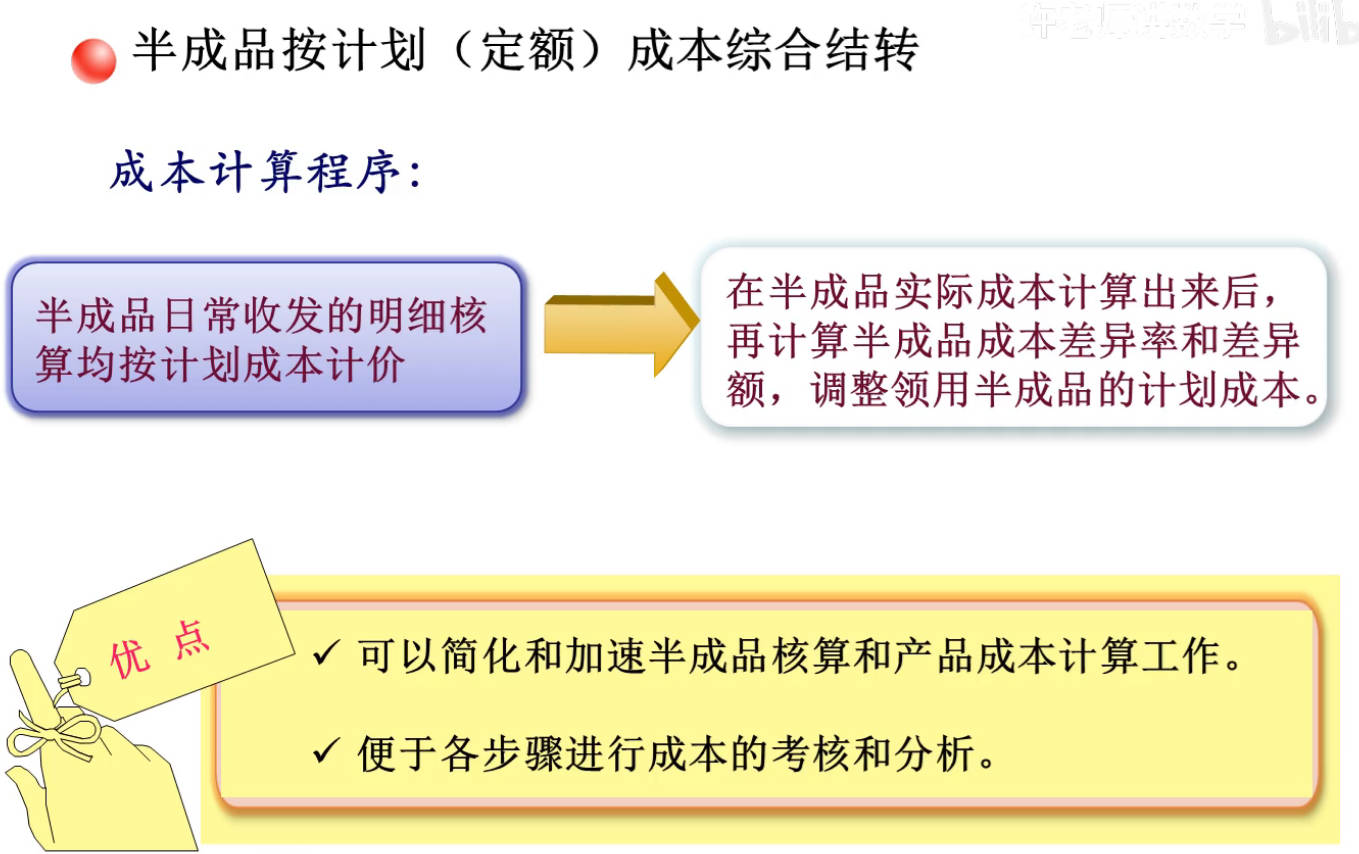 半成品按计划（定额）成本综合结转
成本计算程序：
半成品日常收发的明细核
算均按计划成本计价
在半成品实际成本计算出来后，
再计算半成品成本差异率和差异
额，调整领用半成品的计划成本。
优点
✓ 可以简化和加速半成品核算和产品成本计算工作。
✓ 便于各步骤进行成本的考核和分析。